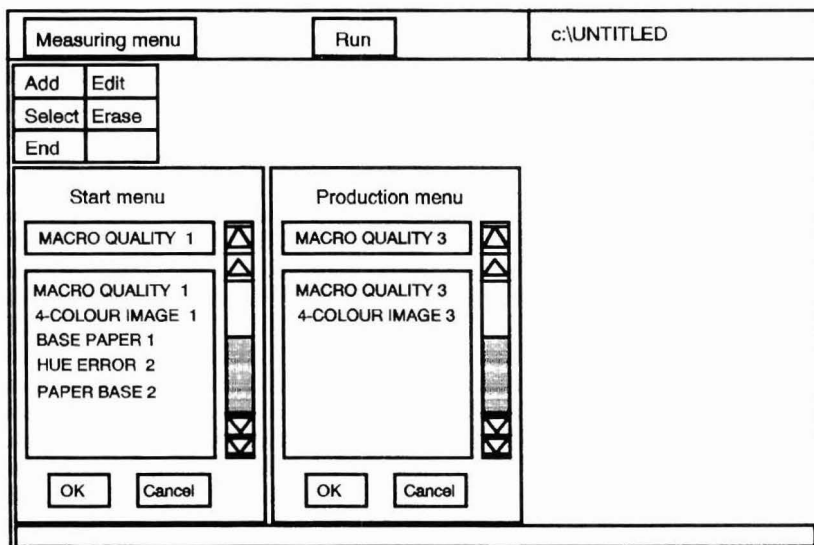 Measuring menu Run c:\UNTITLED
Add Edit
Select Erase
End
Start menu
MACRO QUALITY 1
MACRO QUALITY 1
4-COLOUR IMAGE 1
BASE PAPER 1
HUE ERROR 2
PAPER BASE 2
OK Cancel
Production menu
MACRO QUALITY 3
MACRO QUALITY 3
4-COLOUR IMAGE 3
OK Cancel